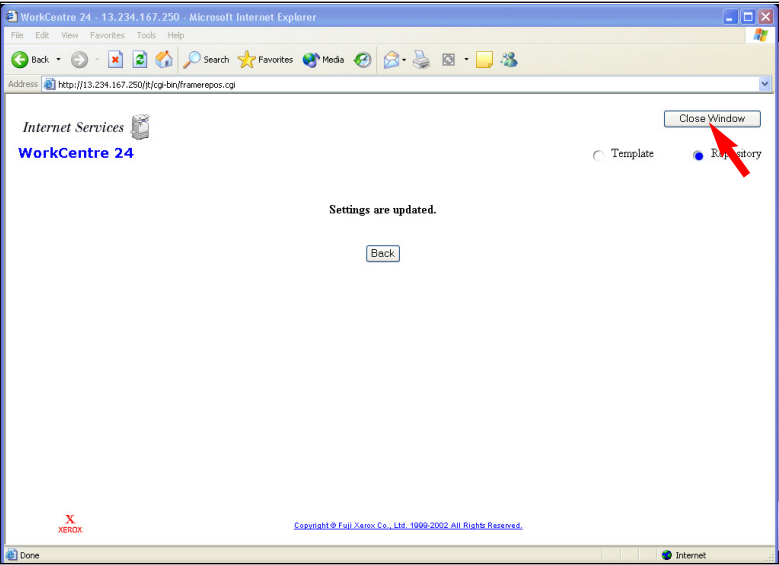 WorkCentre 24 - 13.234.167.250 - Microsoft Internet Explorer
File Edit View Favorites Tools Help
Back Search Favorites Media
Address http://13.234.167.250/jt/cgi-bin/framerepos.cgi
Close Window
Internet Services
WorkCentre 24
Template Repository
Settings are updated.
Back
X
XEROX
Copyright © Fuji Xerox Co., Ltd. 1999-2002 All Rights Reserved.
Done Internet